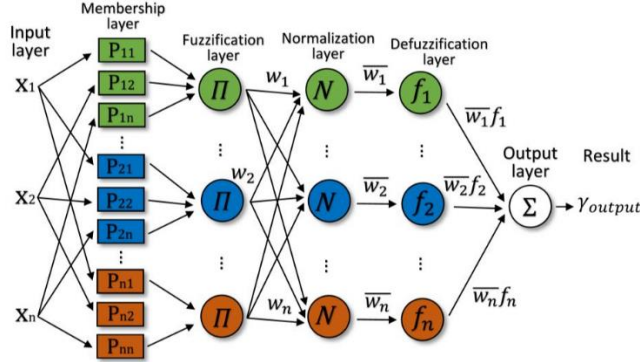 Input
layer
Membership
layer
Fuzzification
layer
Normalization
layer
Defuzzification
layer
Output
layer
Result
X₁
X₂
Xₙ
P₁₁
P₁₂
P₁ₙ
⋮
P₂₁
P₂₂
P₂ₙ
⋮
Pₙ₁
Pₙ₂
Pₙₙ
Π
⋮
Π
⋮
Π
w₁
w₂
wₙ
N
⋮
N
⋮
N
w̅₁
w̅₂
w̅ₙ
f₁
⋮
f₂
⋮
fₙ
w̅₁f₁
w̅₂f₂
w̅ₙfₙ
Σ
γₒᵤₜₚᵤₜ